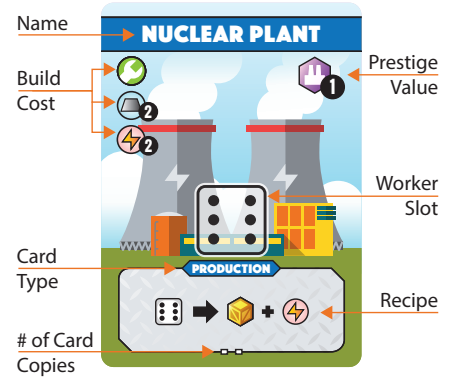 Name
NUCLEAR PLANT
Build
Cost
2
2
1
Prestige
Value
Worker
Slot
Card
Type
PRODUCTION
+
Recipe
# of Card
Copies